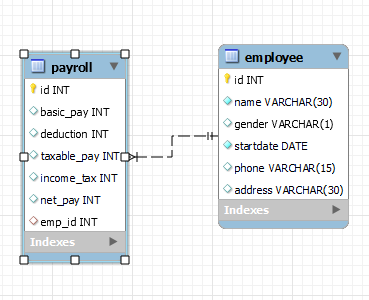 payroll
id INT
basic_pay INT
deduction INT
taxable_pay INT
income_tax INT
net_pay INT
emp_id INT
Indexes
employee
id INT
name VARCHAR(30)
gender VARCHAR(1)
startdate DATE
phone VARCHAR(15)
address VARCHAR(30)
Indexes